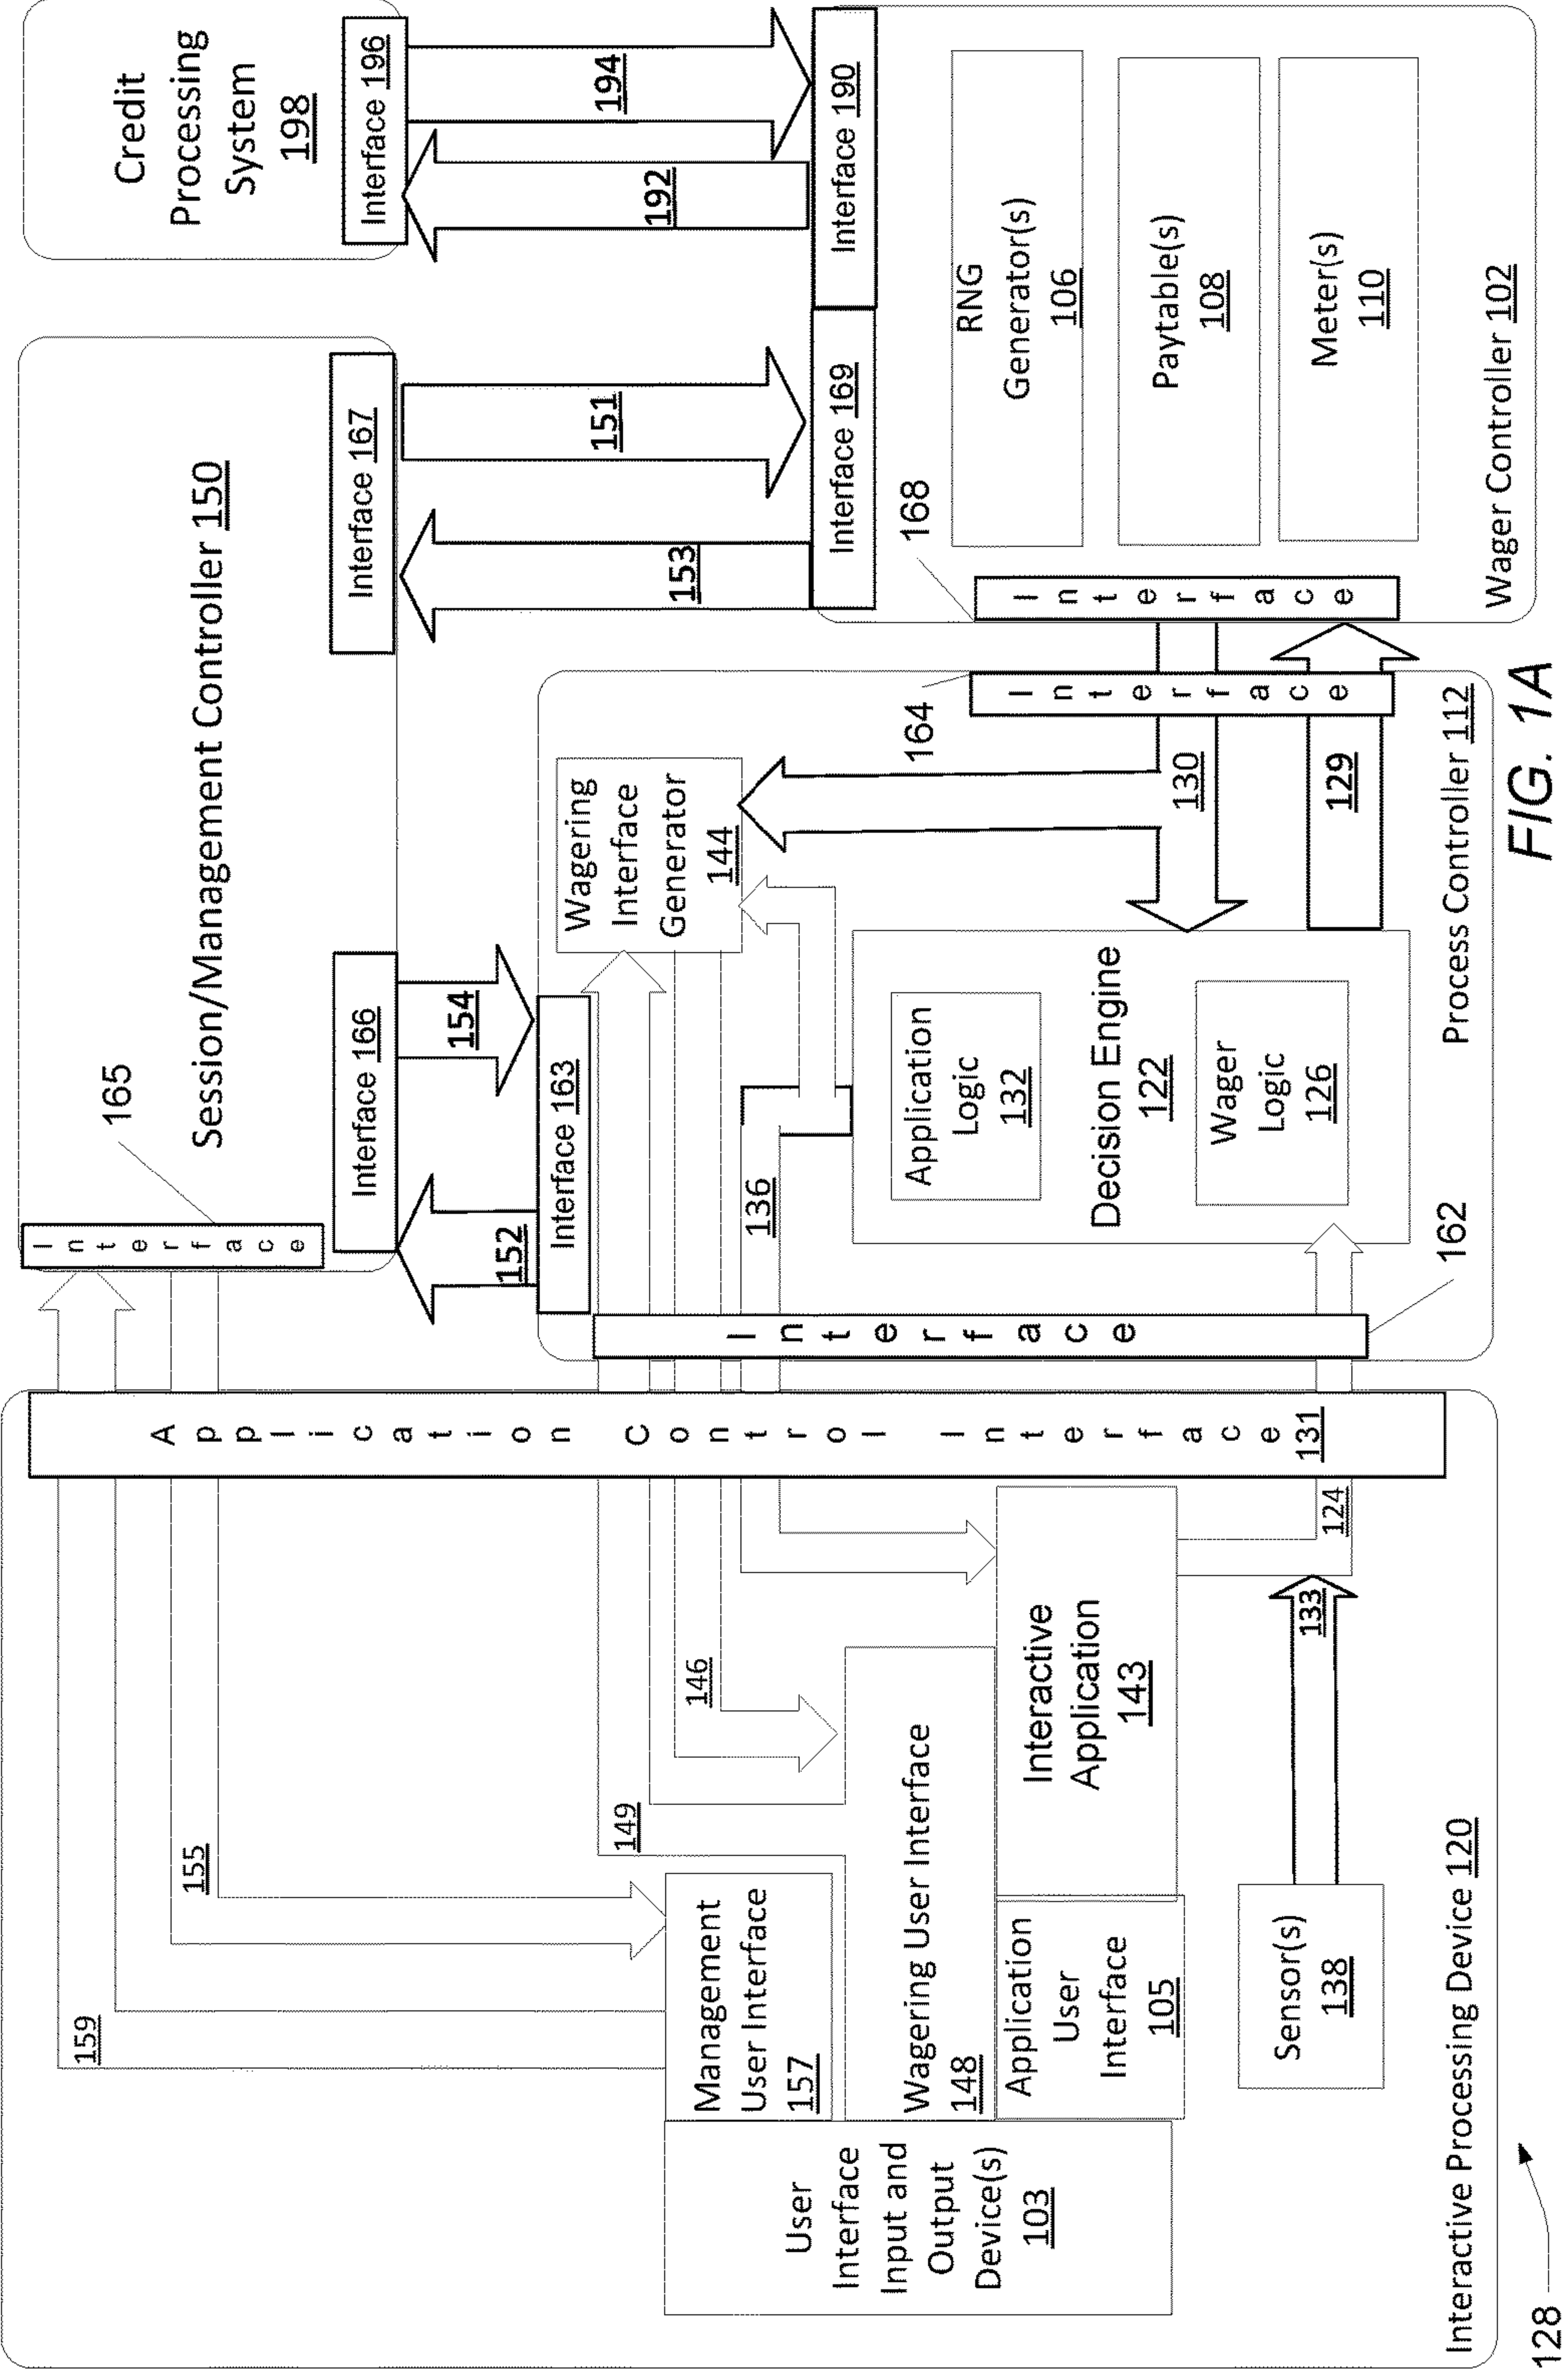 128
Interactive Processing Device 120
User
Interface
Input and
Output
Device(s)
103
Management
User Interface
157
Wagering User Interface
148
Application
User
Interface
105
Interactive
Application
143
Sensor(s)
138
159
155
149
146
133
124
Application Control Interface 131
Interface
165
Session/Management Controller 150
Interface 166
Interface 167
152
154
153
151
Interface 163
Interface
162
136
Wagering
Interface
Generator
144
Application
Logic
132
Decision Engine
122
Wager
Logic
126
130
129
Process Controller 112
Interface
164
Interface
168
Interface 169
Interface 190
192
194
Interface 196
Credit
Processing
System
198
RNG
Generator(s)
106
Paytable(s)
108
Meter(s)
110
Wager Controller 102
FIG. 1A